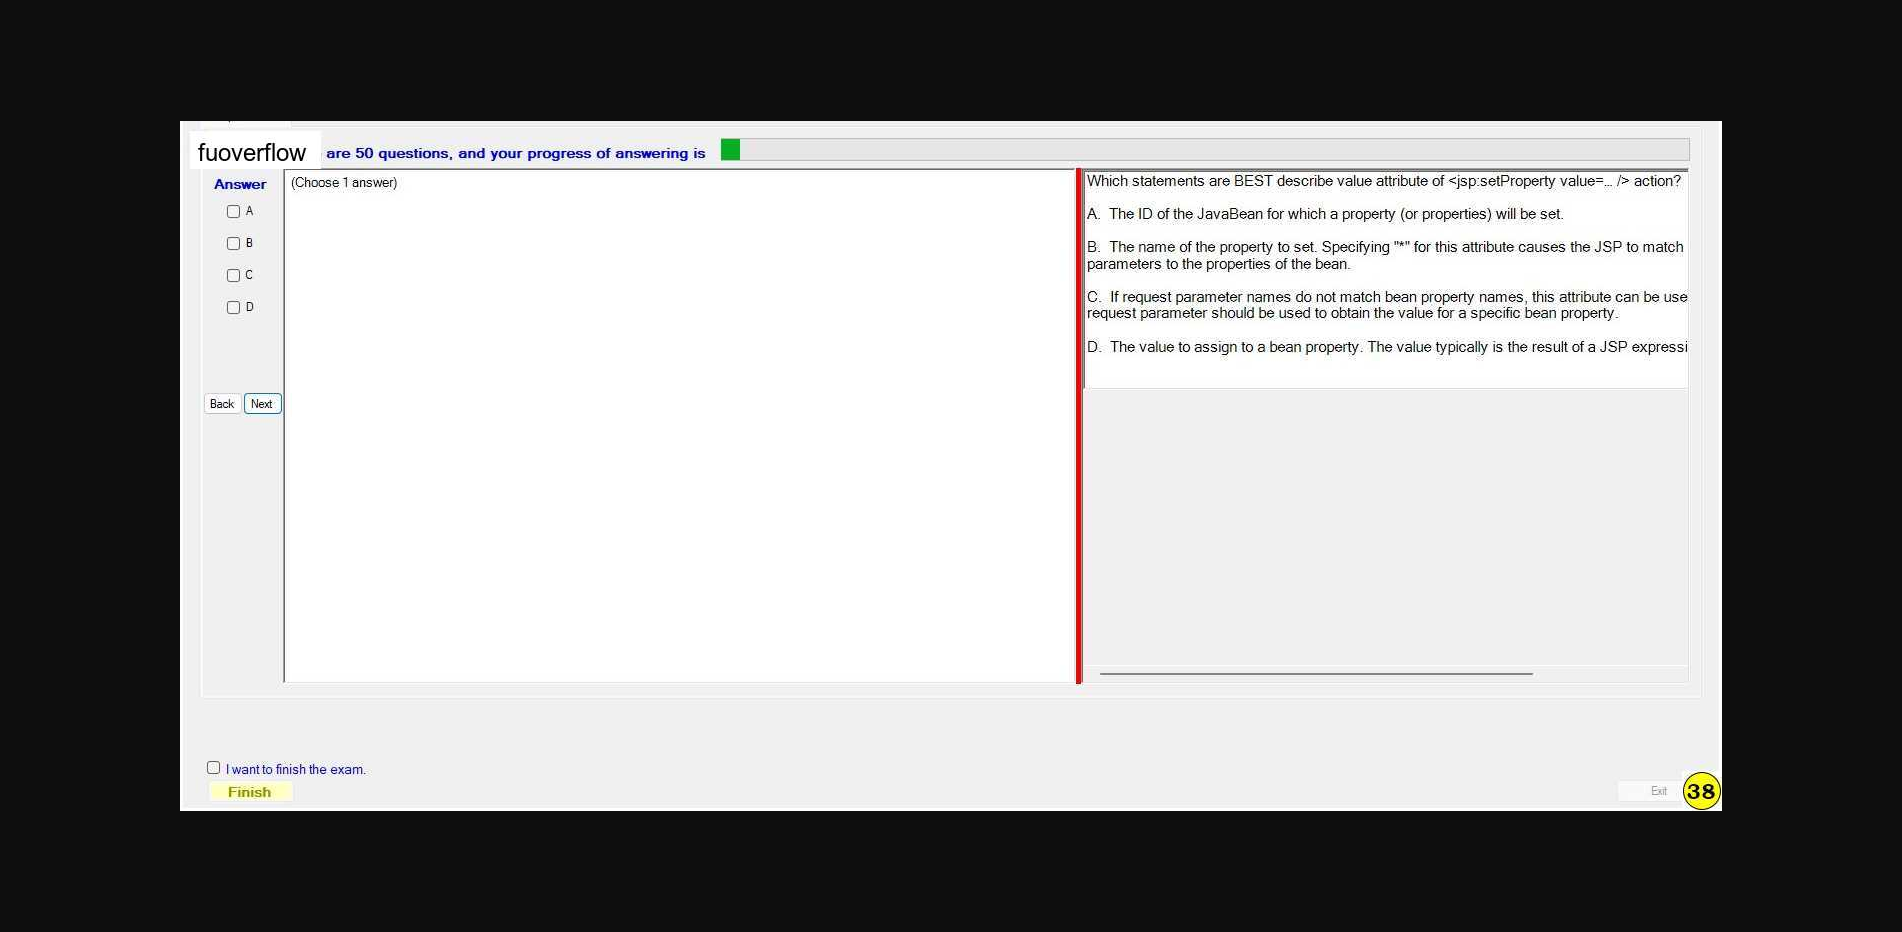 fuoverflow are 50 questions, and your progress of answering is
Answer
(Choose 1 answer)
A
B
C
D
Back Next
Which statements are BEST describe value attribute of <jsp:setProperty value=... /> action?
A. The ID of the JavaBean for which a property (or properties) will be set.
B. The name of the property to set. Specifying "*" for this attribute causes the JSP to match
parameters to the properties of the bean.
C. If request parameter names do not match bean property names, this attribute can be use
request parameter should be used to obtain the value for a specific bean property.
D. The value to assign to a bean property. The value typically is the result of a JSP expressi
I want to finish the exam.
Finish
Exit
38